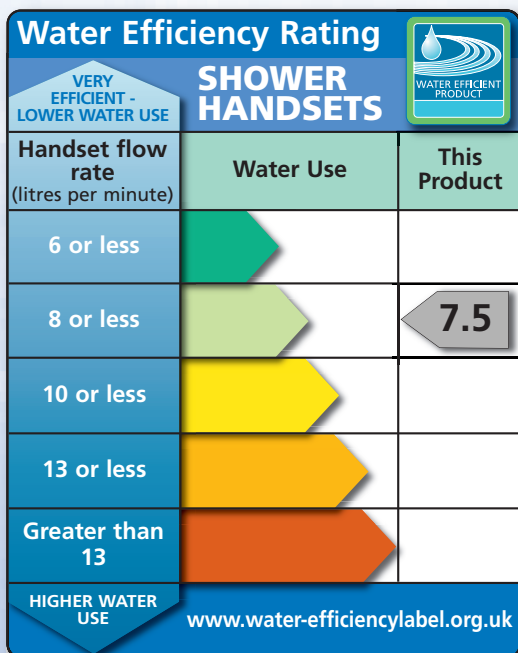 Water Efficiency Rating
VERY
EFFICIENT -
LOWER WATER USE
SHOWER
HANDSETS
WATER EFFICIENT
PRODUCT
Handset flow
rate
(litres per minute)
Water Use
This
Product
6 or less
8 or less
7.5
10 or less
13 or less
Greater than
13
HIGHER WATER
USE
www.water-efficiencylabel.org.uk